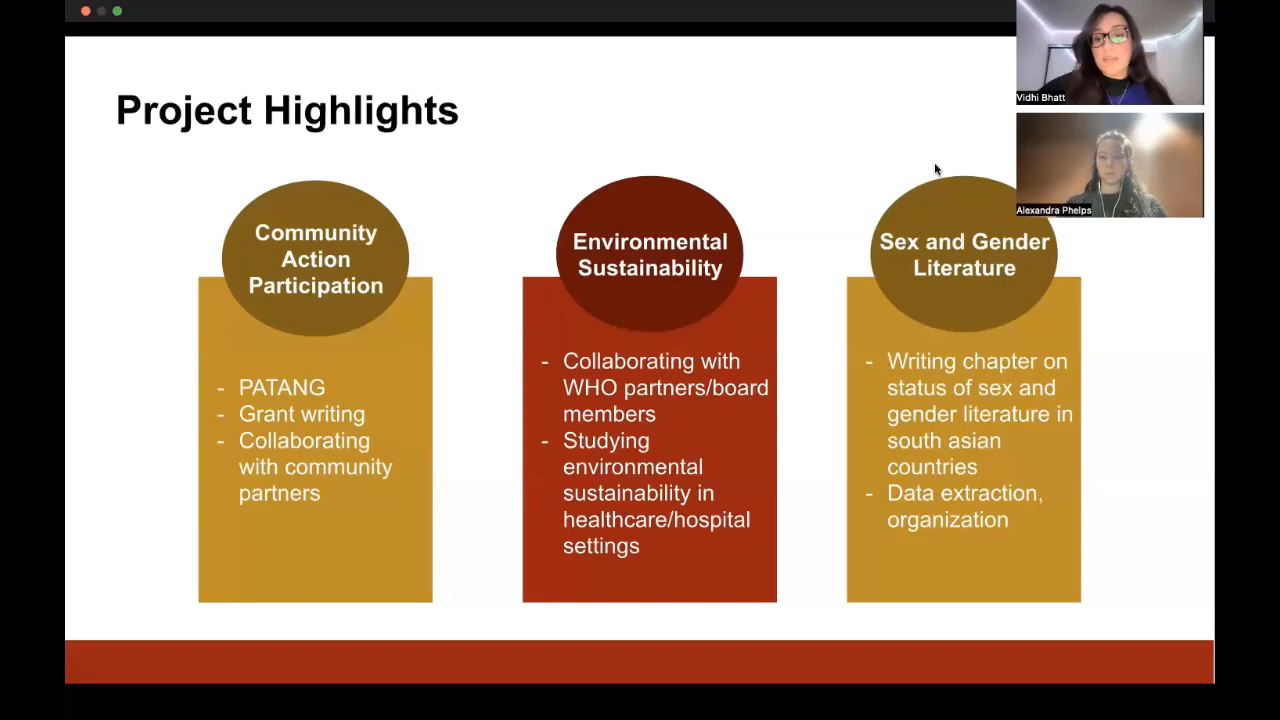 Project Highlights
Vidhi Bhatt
Alexandra Phelps
Community
Action
Participation
- PATANG
- Grant writing
- Collaborating
with community
partners
Environmental
Sustainability
- Collaborating with
WHO partners/board
members
- Studying
environmental
sustainability in
healthcare/hospital
settings
Sex and Gender
Literature
- Writing chapter on
status of sex and
gender literature in
south asian
countries
- Data extraction,
organization